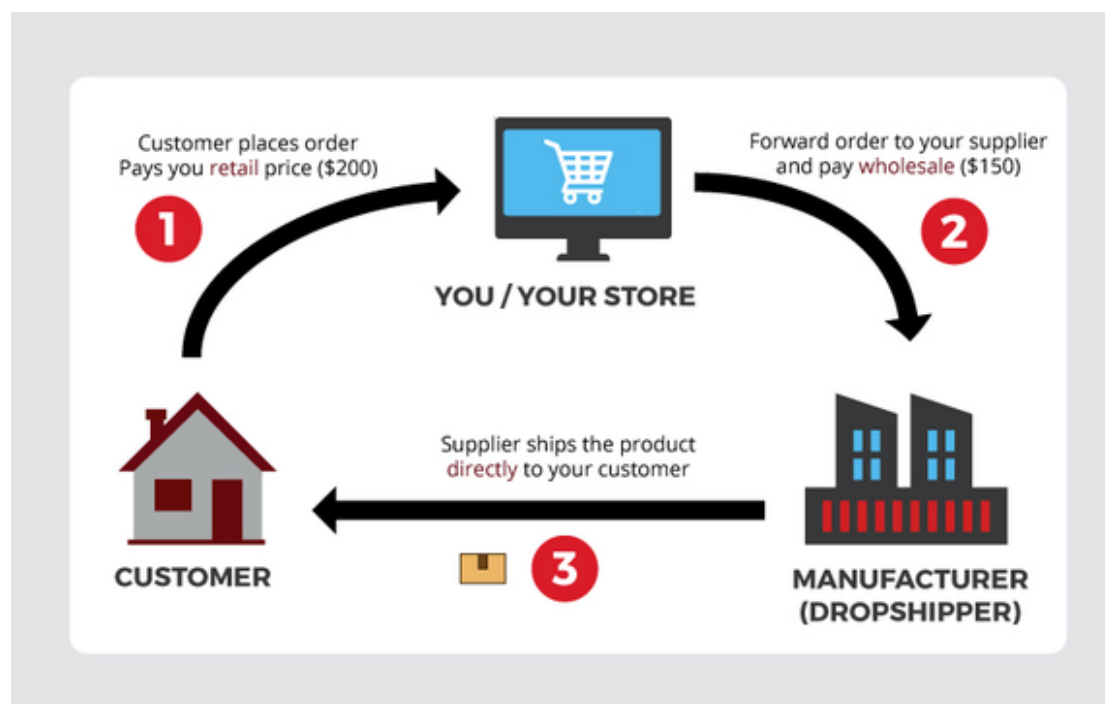 Customer places order
Pays you retail price ($200)
1
YOU / YOUR STORE
Forward order to your supplier
and pay wholesale ($150)
2
Supplier ships the product
directly to your customer
3
CUSTOMER
MANUFACTURER
(DROPSHIPPER)